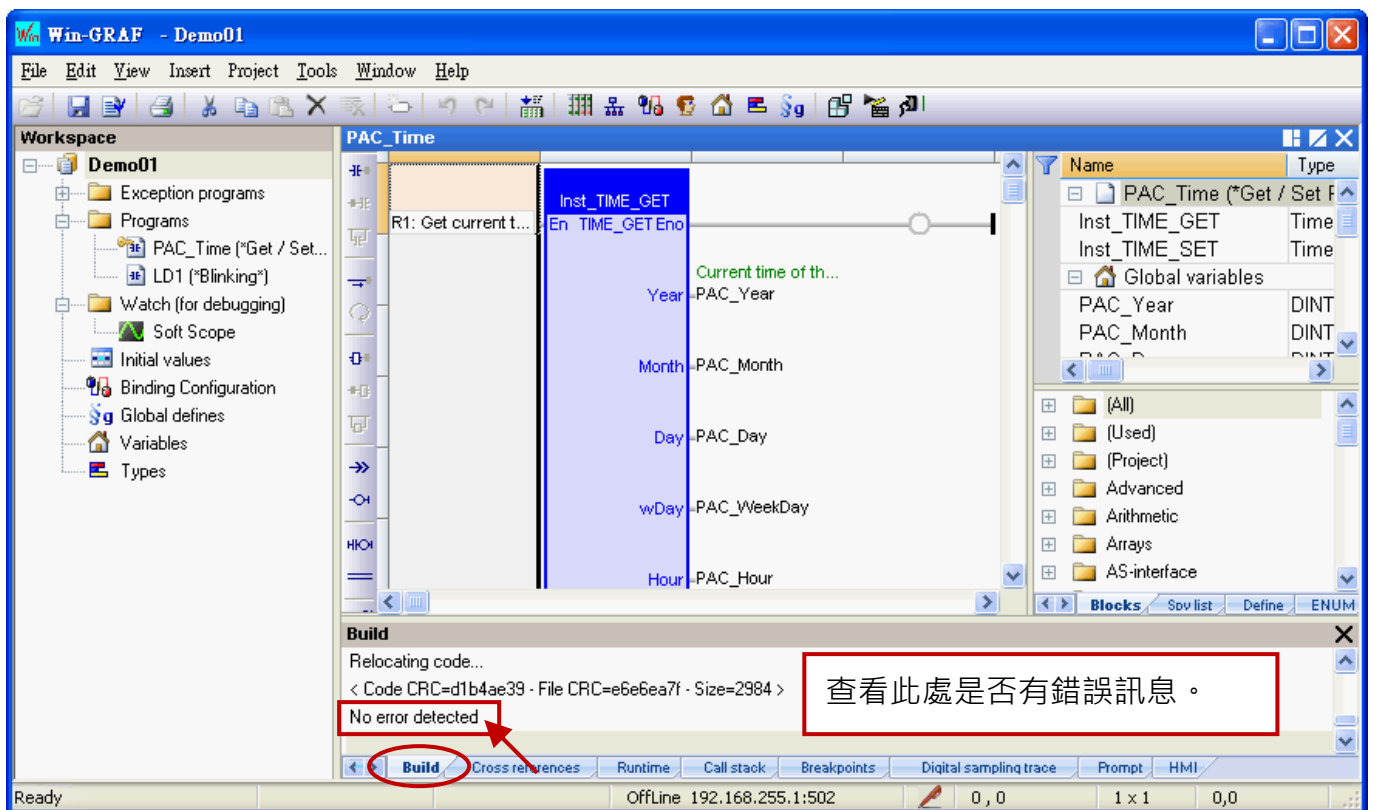 Win-GRAF - Demo01
File Edit View Insert Project Tools Window Help
Workspace
Demo01
Exception programs
Programs
PAC_Time (*Get / Set...
LD1 (*Blinking*)
Watch (for debugging)
Soft Scope
Initial values
Binding Configuration
Global defines
Variables
Types
PAC_Time
R1: Get current t...
Inst_TIME_GET
En TIME_GET Eno
Current time of th...
Year PAC_Year
Month PAC_Month
Day PAC_Day
wDay PAC_WeekDay
Hour PAC_Hour
Name Type
PAC_Time (*Get / Set
Inst_TIME_GET Time
Inst_TIME_SET Time
Global variables
PAC_Year DINT
PAC_Month DINT
(All)
(Used)
(Project)
Advanced
Arithmetic
Arrays
AS-interface
Blocks Spy list Define ENUM
Build
Relocating code...
< Code CRC=d1b4ae39 - File CRC=e6e6ea7f - Size=2984 >
No error detected
查看此處是否有錯誤訊息。
Build Cross references Runtime Call stack Breakpoints Digital sampling trace Prompt HMI
Ready OffLine 192.168.255.1:502 0 , 0 1 x 1 0,0